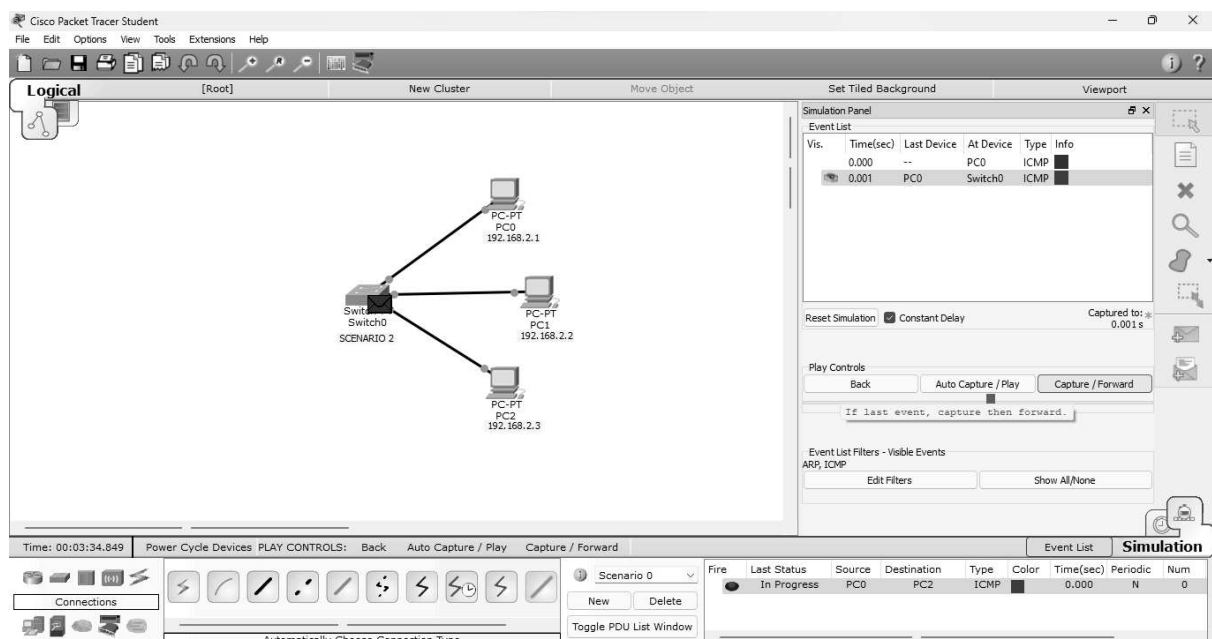 Cisco Packet Tracer Student
File Edit Options View Tools Extensions Help
Logical [Root] New Cluster Move Object Set Tiled Background Viewport
Simulation Panel
Event List
Vis. Time(sec) Last Device At Device Type Info
0.000 -- PC0 ICMP
0.001 PC0 Switch0 ICMP
PC-PT
PC0
192.168.2.1
PC-PT
PC1
192.168.2.2
Switch0
SCENARIO 2
PC-PT
PC2
192.168.2.3
Reset Simulation Constant Delay Captured to: *
0.001 s
Play Controls
Back Auto Capture / Play Capture / Forward
If last event, capture then forward.
Event List Filters - Visible Events
ARP, ICMP
Edit Filters Show All/None
Time: 00:03:34.849 Power Cycle Devices PLAY CONTROLS: Back Auto Capture / Play Capture / Forward Event List Simulation
Connections
Automatically Choose Connection Type
Scenario 0
New Delete
Toggle PDU List Window
Fire Last Status Source Destination Type Color Time(sec) Periodic Num
In Progress PC0 PC2 ICMP 0.000 N 0